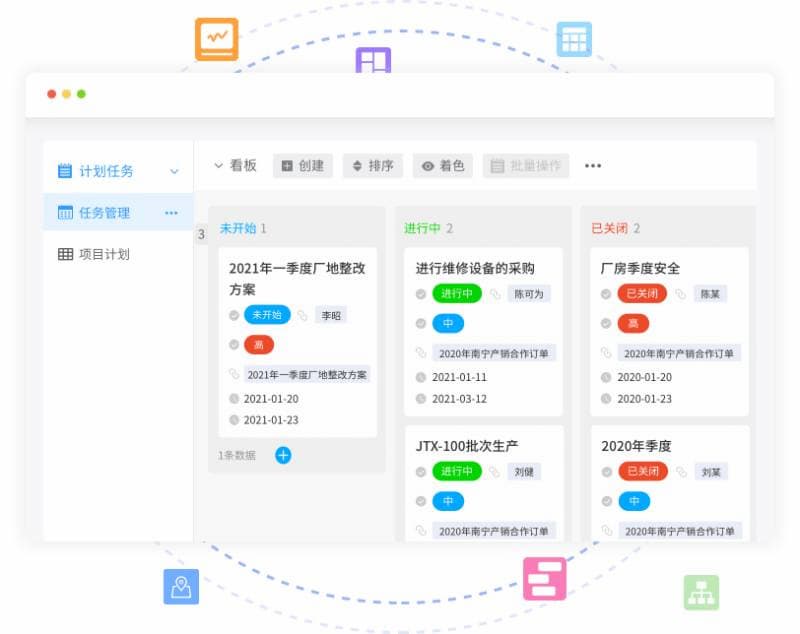 计划任务
任务管理
项目计划
看板 创建 排序 着色 批量操作
3
未开始 1
2021年一季度厂地整改
方案
未开始 李昭
高
2021年一季度厂地整改方案
2021-01-20
2021-01-23
1条数据
进行中 2
进行维修设备的采购
进行中 陈可为
中
2020年南宁产销合作订单
2021-01-11
2021-03-12
JTX-100批次生产
进行中 刘健
中
2020年南宁产销合作订单
已关闭 2
厂房季度安全
已关闭 陈某
高
2020年南宁产销合作订单
2020-01-20
2020-01-23
2020年季度
已关闭 刘某
中
2020年南宁产销合作订单